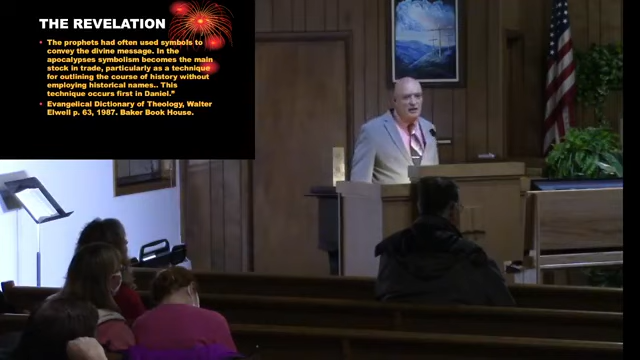 THE REVELATION
• The prophets had often used symbols to
convey the divine message. In the
apocalypses symbolism becomes the main
stock in trade, particularly as a technique
for outlining the course of history without
employing historical names.. This
technique occurs first in Daniel."
• Evangelical Dictionary of Theology, Walter
Elwell p. 63, 1987. Baker Book House.